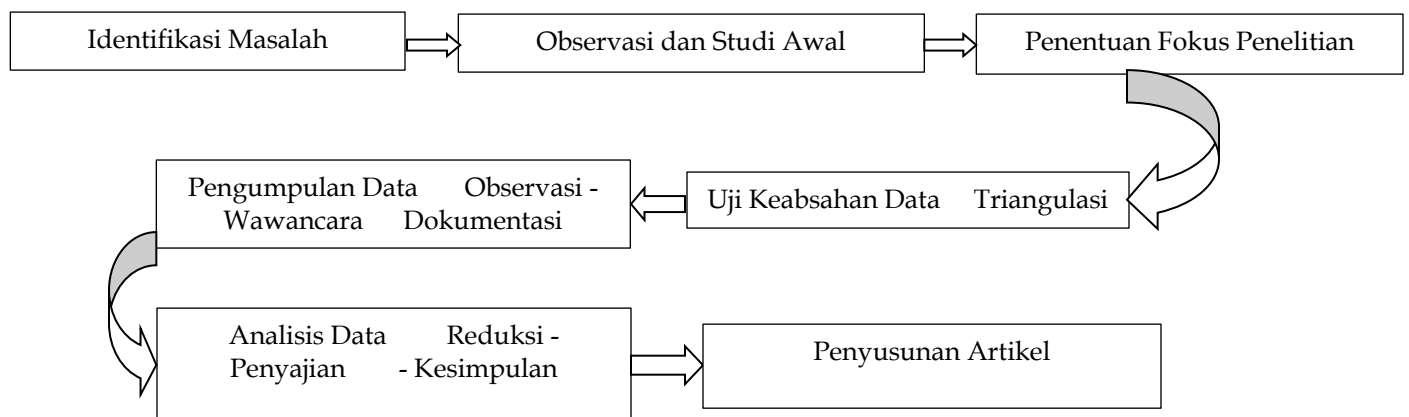 Identifikasi Masalah
Observasi dan Studi Awal
Penentuan Fokus Penelitian
Uji Keabsahan Data Triangulasi
Pengumpulan Data Observasi -
Wawancara Dokumentasi
Analisis Data Reduksi -
Penyajian - Kesimpulan
Penyusunan Artikel